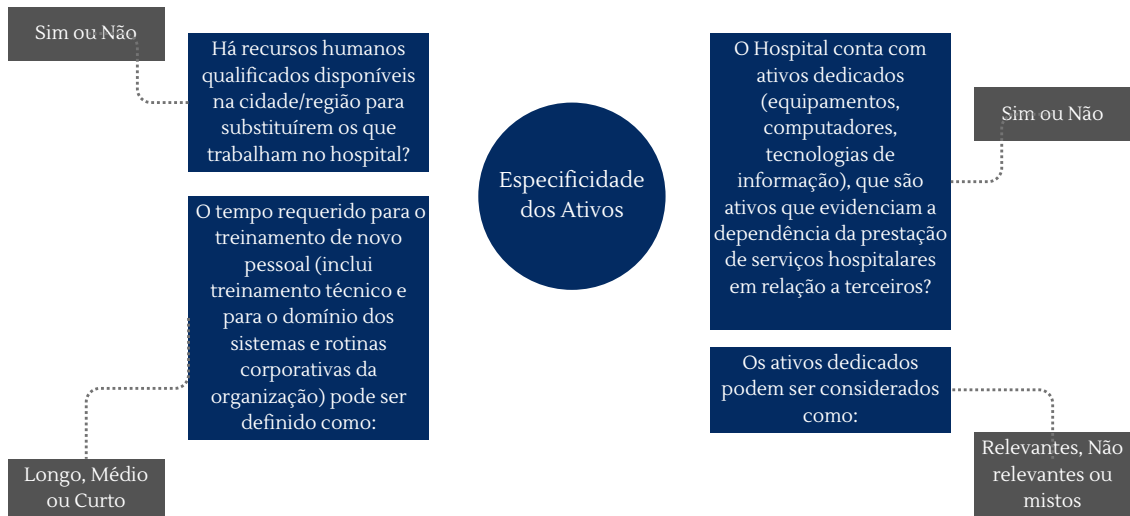 Sim ou Não
Há recursos humanos
qualificados disponíveis
na cidade/região para
substituírem os que
trabalham no hospital?
O tempo requerido para o
treinamento de novo
pessoal (inclui
treinamento técnico e
para o domínio dos
sistemas e rotinas
corporativas da
organização) pode ser
definido como:
Longo, Médio
ou Curto
Especificidade
dos Ativos
O Hospital conta com
ativos dedicados
(equipamentos,
computadores,
tecnologias de
informação), que são
ativos que evidenciam a
dependência da prestação
de serviços hospitalares
em relação a terceiros?
Sim ou Não
Os ativos dedicados
podem ser considerados
como:
Relevantes, Não
relevantes ou
mistos